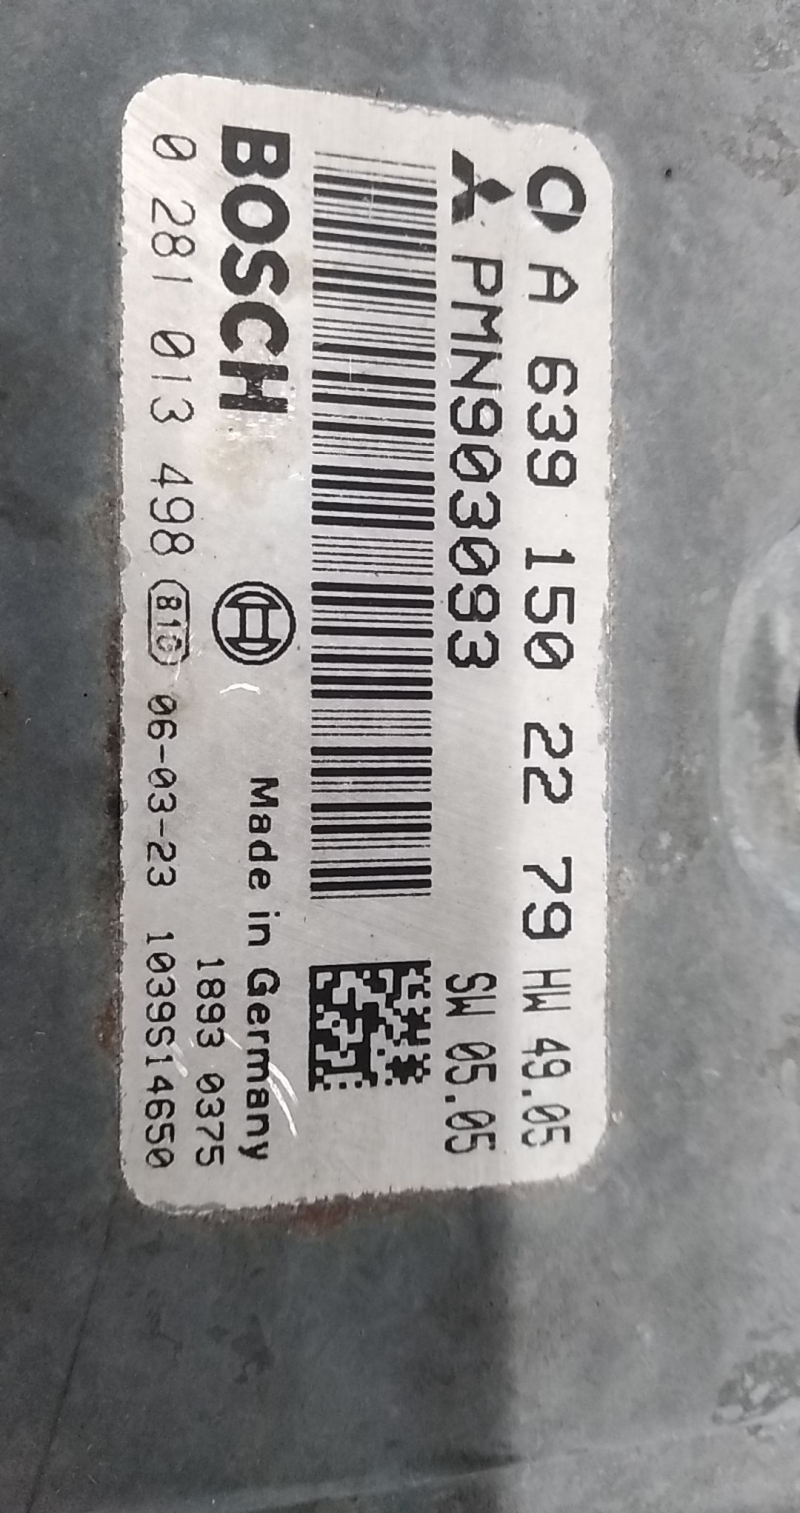 A 639 150 22 79 HW 49.05
PMN903093 SW 05.05
BOSCH
Made in Germany
1893 0375
0 281 013 498 816 06-03-23 1039S14650